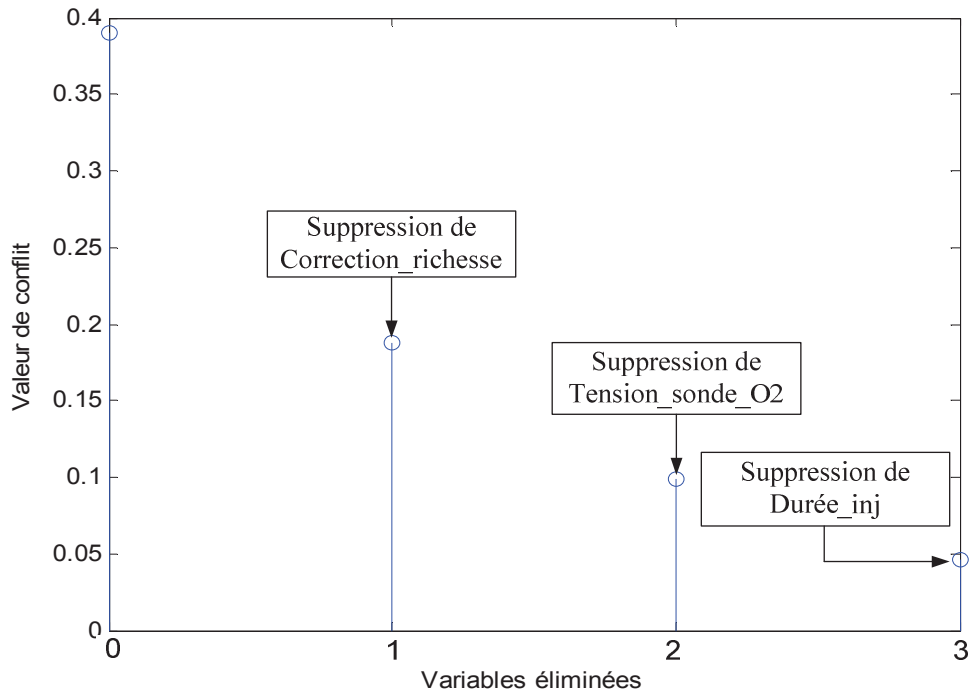 0.4
0.35
0.3
0.25
0.2
0.15
0.1
0.05
0
Valeur de conflit
Suppression de
Correction_richesse
Suppression de
Tension_sonde_O2
Suppression de
Durée_inj
0
1
2
3
Variables éliminées